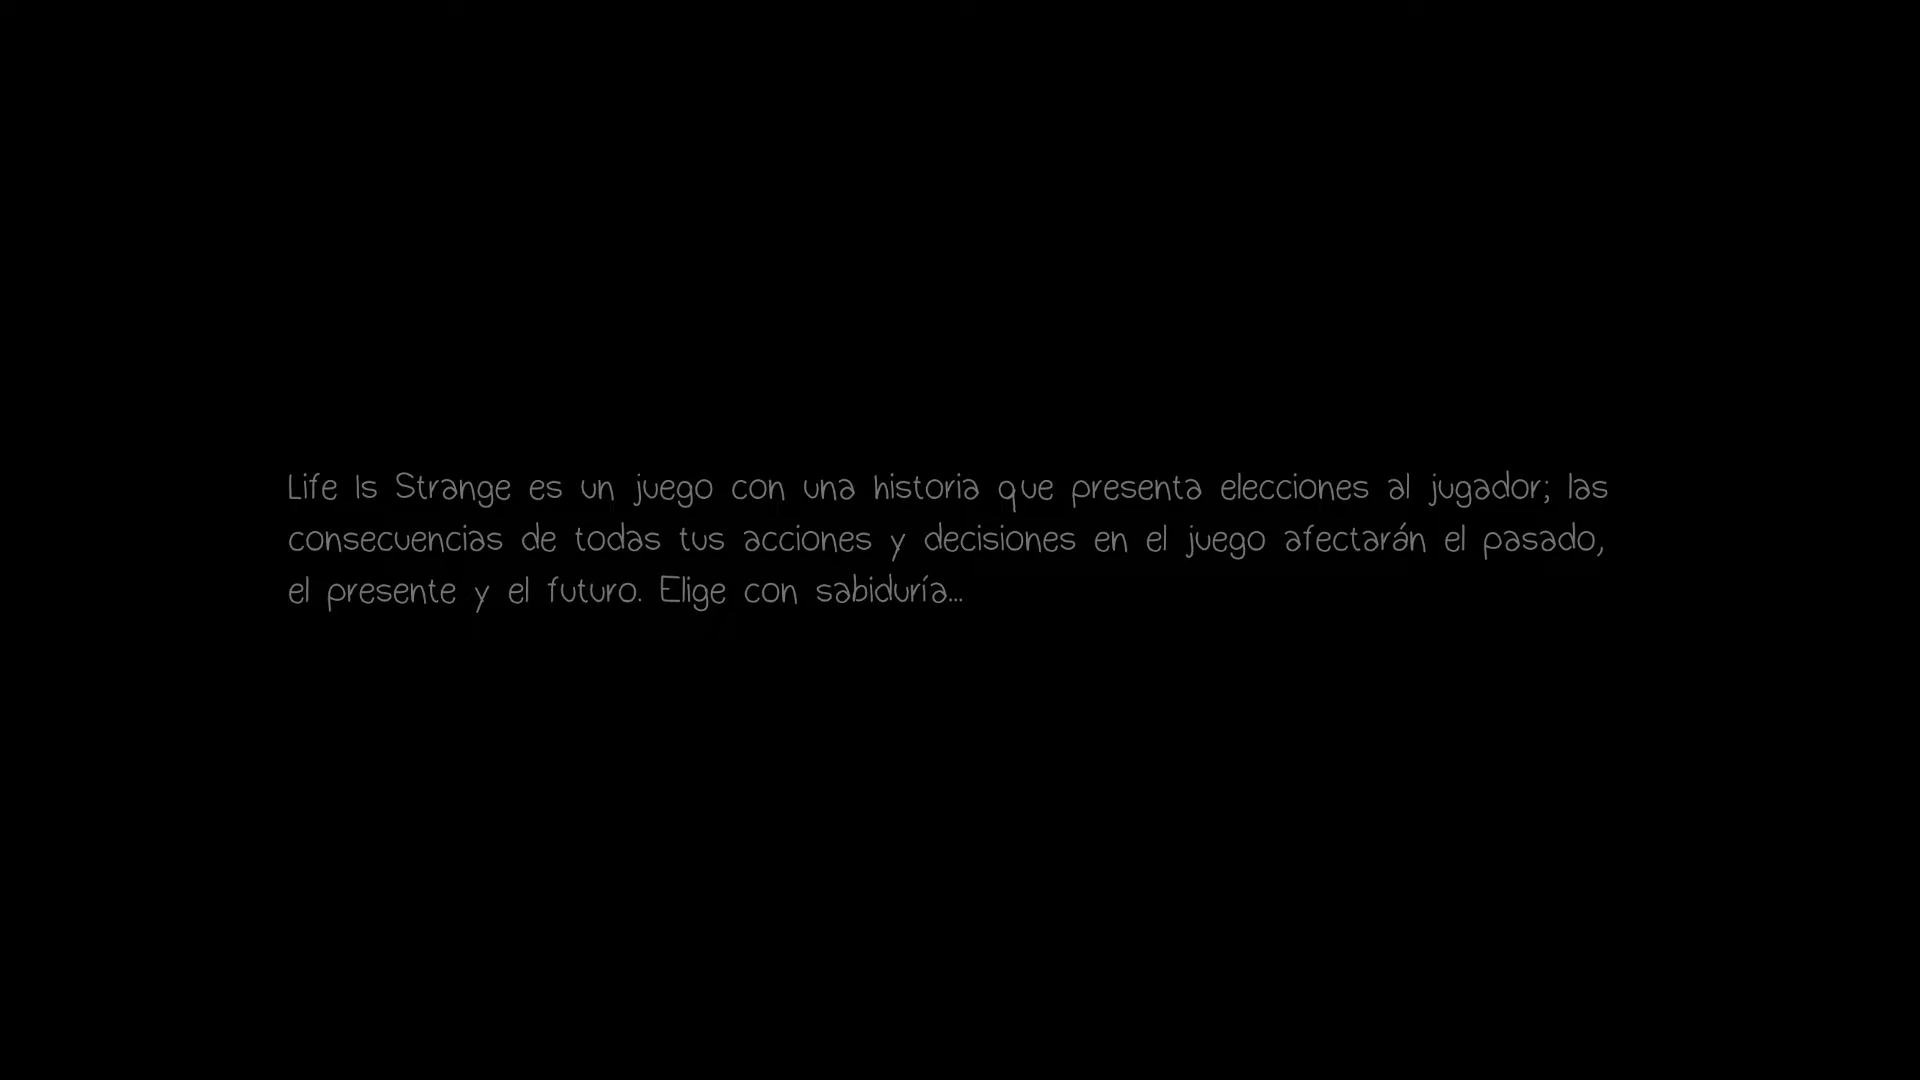 Life Is Strange es un juego con una historia que presenta elecciones al jugador; las
consecuencias de todas tus acciones y decisiones en el juego afectarán el pasado,
el presente y el futuro. Elige con sabiduría...